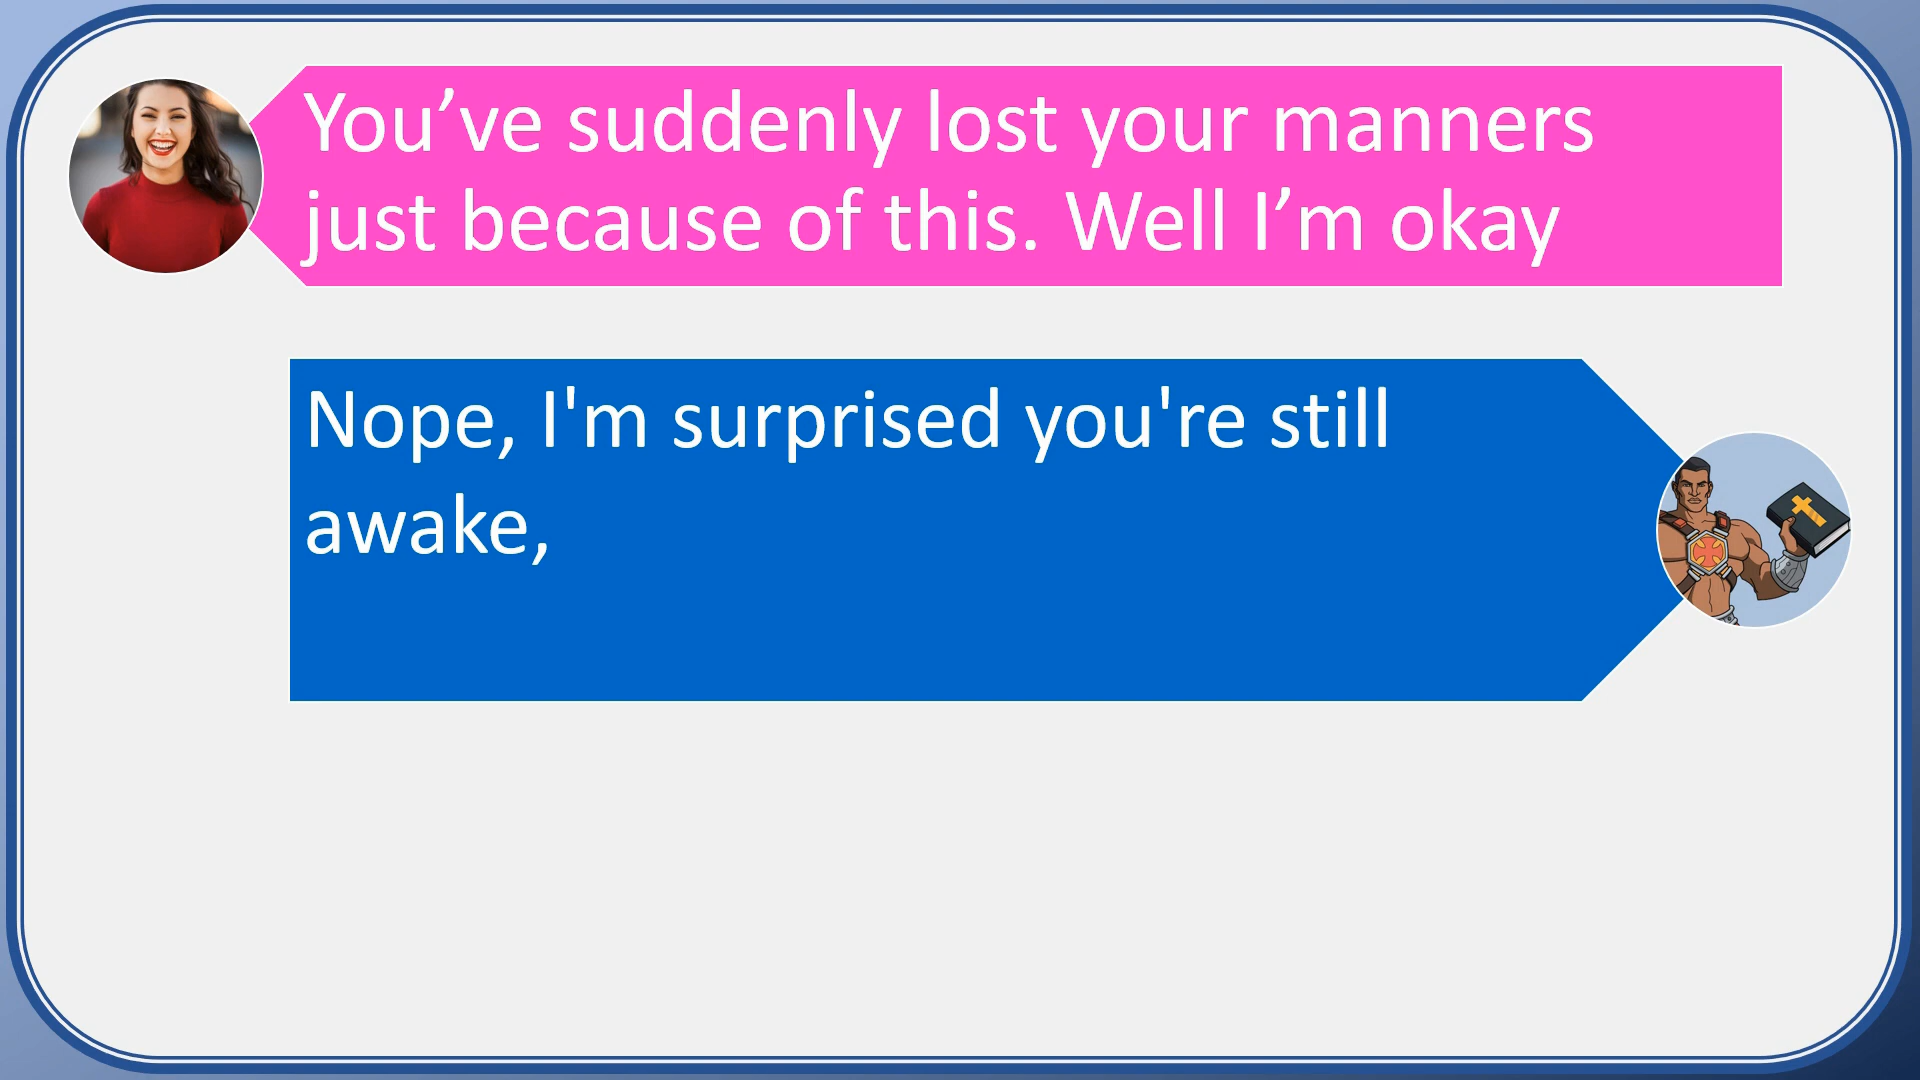 You’ve suddenly lost your manners
just because of this. Well I’m okay
Nope, I'm surprised you're still
awake,